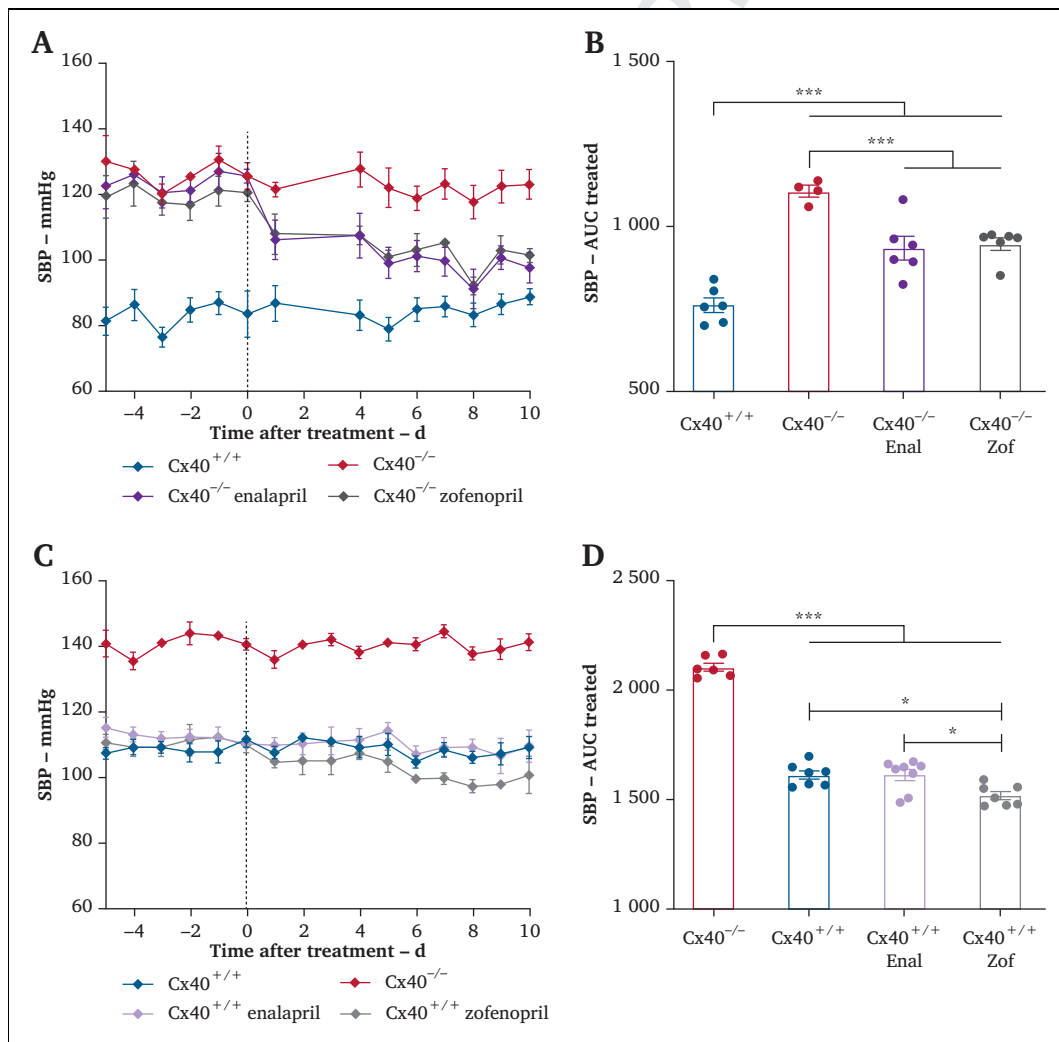 A
160
140
120
100
80
60
SBP – mmHg
−4 −2 0 2 4 6 8 10
Time after treatment – d
Cx40+/+ Cx40−/−
Cx40−/− enalapril Cx40−/− zofenopril
B
1 500
1 000
500
SBP – AUC treated
***
***
Cx40+/+ Cx40−/− Cx40−/− Cx40−/−
Enal Zof
C
160
140
120
100
80
60
SBP – mmHg
−4 −2 0 2 4 6 8 10
Time after treatment – d
Cx40+/+ Cx40−/−
Cx40+/+ enalapril Cx40+/+ zofenopril
D
2 500
2 000
1 500
1 000
SBP – AUC treated
***
*
*
Cx40−/− Cx40+/+ Cx40+/+ Cx40+/+
Enal Zof